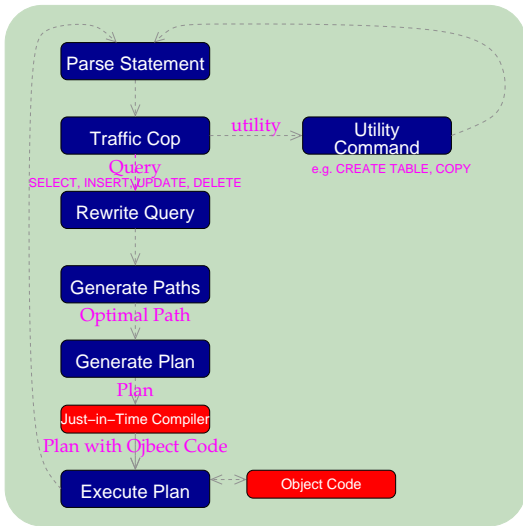 Parse Statement
Traffic Cop
utility
Utility
Command
Query
e.g. CREATE TABLE, COPY
SELECT, INSERT, UPDATE, DELETE
Rewrite Query
Generate Paths
Optimal Path
Generate Plan
Plan
Just−in−Time Compiler
Plan with Ojbect Code
Execute Plan
Object Code